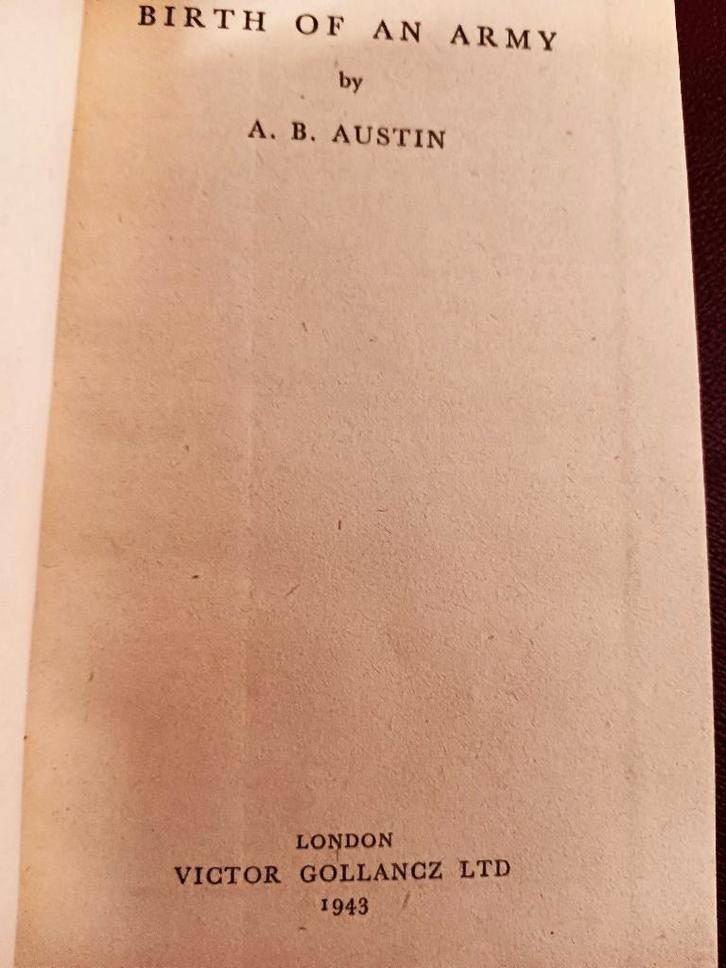 BIRTH OF AN ARMY
by
A. B. AUSTIN
LONDON
VICTOR GOLLANCZ LTD
1943